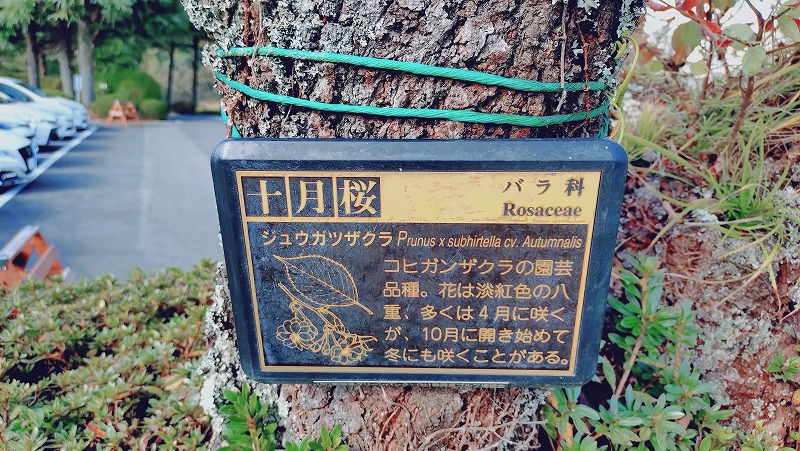 十月桜
バラ科
Rosaceae
ジュウガツザクラ Prunus x subhirtella cv. Autumnalis
コヒガンザクラの園芸
品種。花は淡紅色の八
重、多くは4月に咲く
が、10月に開き始めて
冬にも咲くことがある。